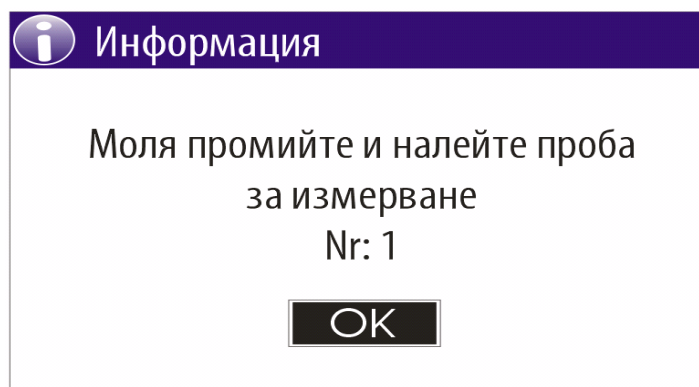 Информация
Моля промийте и налейте проба
за измерване
Nr: 1
OK